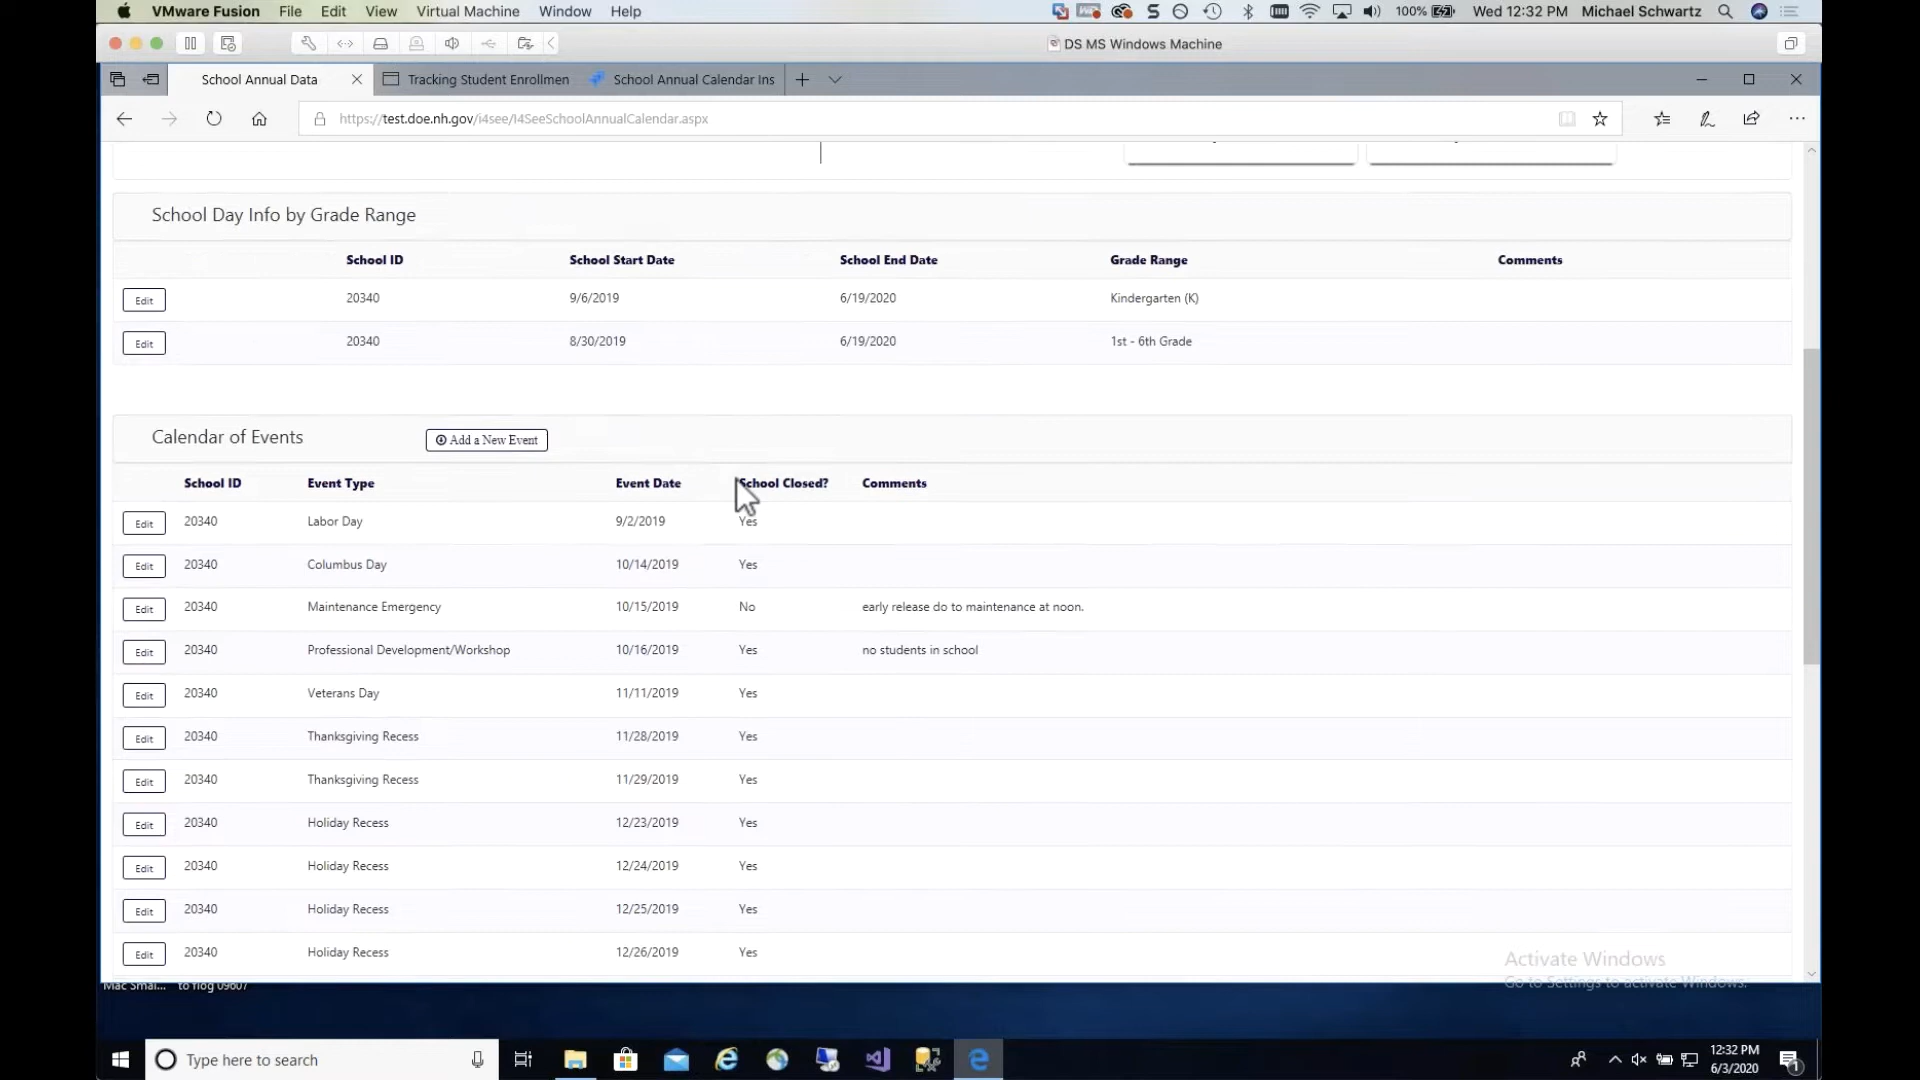 VMware Fusion File Edit View Virtual Machine Window Help 100% Wed 12:32 PM Michael Schwartz
DS MS Windows Machine
School Annual Data Tracking Student Enrollmen School Annual Calendar Ins
https://test.doe.nh.gov/i4see/I4SeeSchoolAnnualCalendar.aspx
School Day Info by Grade Range
School ID School Start Date School End Date Grade Range Comments
Edit 20340 9/6/2019 6/19/2020 Kindergarten (K)
Edit 20340 8/30/2019 6/19/2020 1st - 6th Grade
Calendar of Events Add a New Event
School ID Event Type Event Date School Closed? Comments
Edit 20340 Labor Day 9/2/2019 Yes
Edit 20340 Columbus Day 10/14/2019 Yes
Edit 20340 Maintenance Emergency 10/15/2019 No early release do to maintenance at noon.
Edit 20340 Professional Development/Workshop 10/16/2019 Yes no students in school
Edit 20340 Veterans Day 11/11/2019 Yes
Edit 20340 Thanksgiving Recess 11/28/2019 Yes
Edit 20340 Thanksgiving Recess 11/29/2019 Yes
Edit 20340 Holiday Recess 12/23/2019 Yes
Edit 20340 Holiday Recess 12/24/2019 Yes
Edit 20340 Holiday Recess 12/25/2019 Yes
Edit 20340 Holiday Recess 12/26/2019 Yes
Activate Windows
Go to Settings to activate Windows.
Mac Smal... to flog 09607
Type here to search 12:32 PM
6/3/2020 1